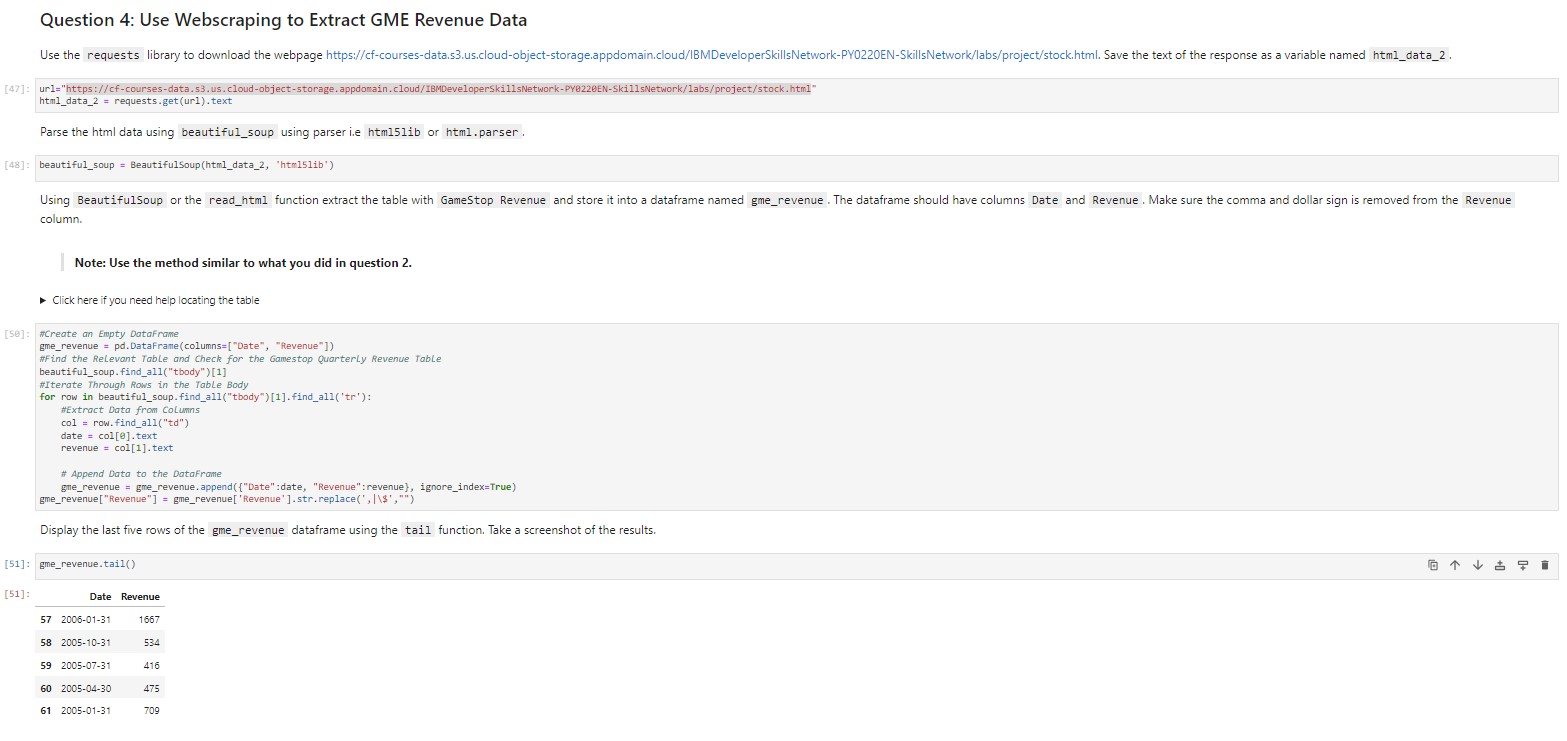 Question 4: Use Webscraping to Extract GME Revenue Data
Use the requests library to download the webpage https://cf-courses-data.s3.us.cloud-object-storage.appdomain.cloud/IBMDeveloperSkillsNetwork-PY0220EN-SkillsNetwork/labs/project/stock.html. Save the text of the response as a variable named html_data_2.
[47]: url="https://cf-courses-data.s3.us.cloud-object-storage.appdomain.cloud/IBMDeveloperSkillsNetwork-PY0220EN-SkillsNetwork/labs/project/stock.html"
html_data_2 = requests.get(url).text
Parse the html data using beautiful_soup using parser i.e html5lib or html.parser.
[48]: beautiful_soup = BeautifulSoup(html_data_2, 'html5lib')
Using BeautifulSoup or the read_html function extract the table with GameStop Revenue and store it into a dataframe named gme_revenue. The dataframe should have columns Date and Revenue. Make sure the comma and dollar sign is removed from the Revenue
column.
Note: Use the method similar to what you did in question 2.
▶ Click here if you need help locating the table
[50]: #Create an Empty DataFrame
gme_revenue = pd.DataFrame(columns=["Date", "Revenue"])
#Find the Relevant Table and Check for the Gamestop Quarterly Revenue Table
beautiful_soup.find_all("tbody")[1]
#Iterate Through Rows in the Table Body
for row in beautiful_soup.find_all("tbody")[1].find_all('tr'):
    #Extract Data from Columns
    col = row.find_all("td")
    date = col[0].text
    revenue = col[1].text
    # Append Data to the DataFrame
    gme_revenue = gme_revenue.append({"Date":date, "Revenue":revenue}, ignore_index=True)
gme_revenue["Revenue"] = gme_revenue['Revenue'].str.replace(',|\$',"")
Display the last five rows of the gme_revenue dataframe using the tail function. Take a screenshot of the results.
[51]: gme_revenue.tail()
[51]:
Date Revenue
57 2006-01-31 1667
58 2005-10-31 534
59 2005-07-31 416
60 2005-04-30 475
61 2005-01-31 709